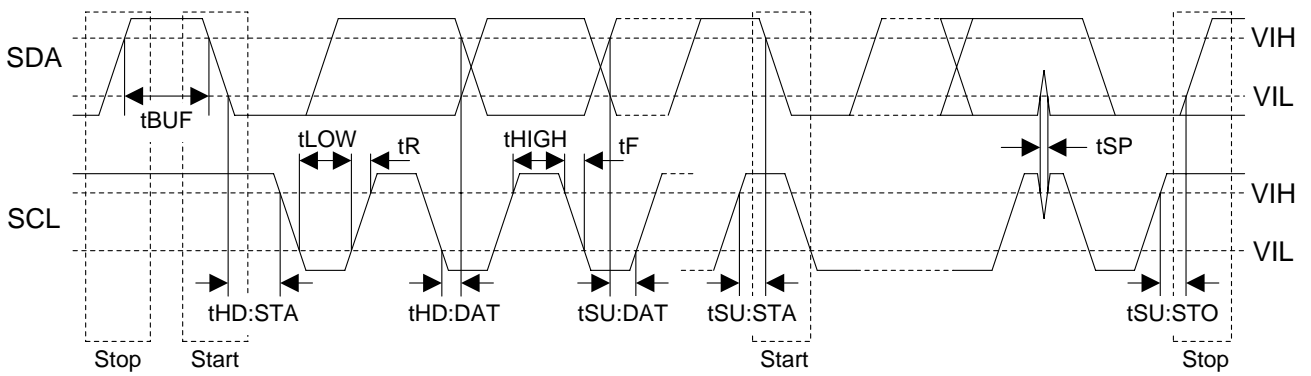 SDA
VIH
VIL
tBUF
tLOW
tR
tHIGH
tF
tSP
SCL
VIH
VIL
tHD:STA
tHD:DAT
tSU:DAT
tSU:STA
tSU:STO
Stop
Start
Start
Stop